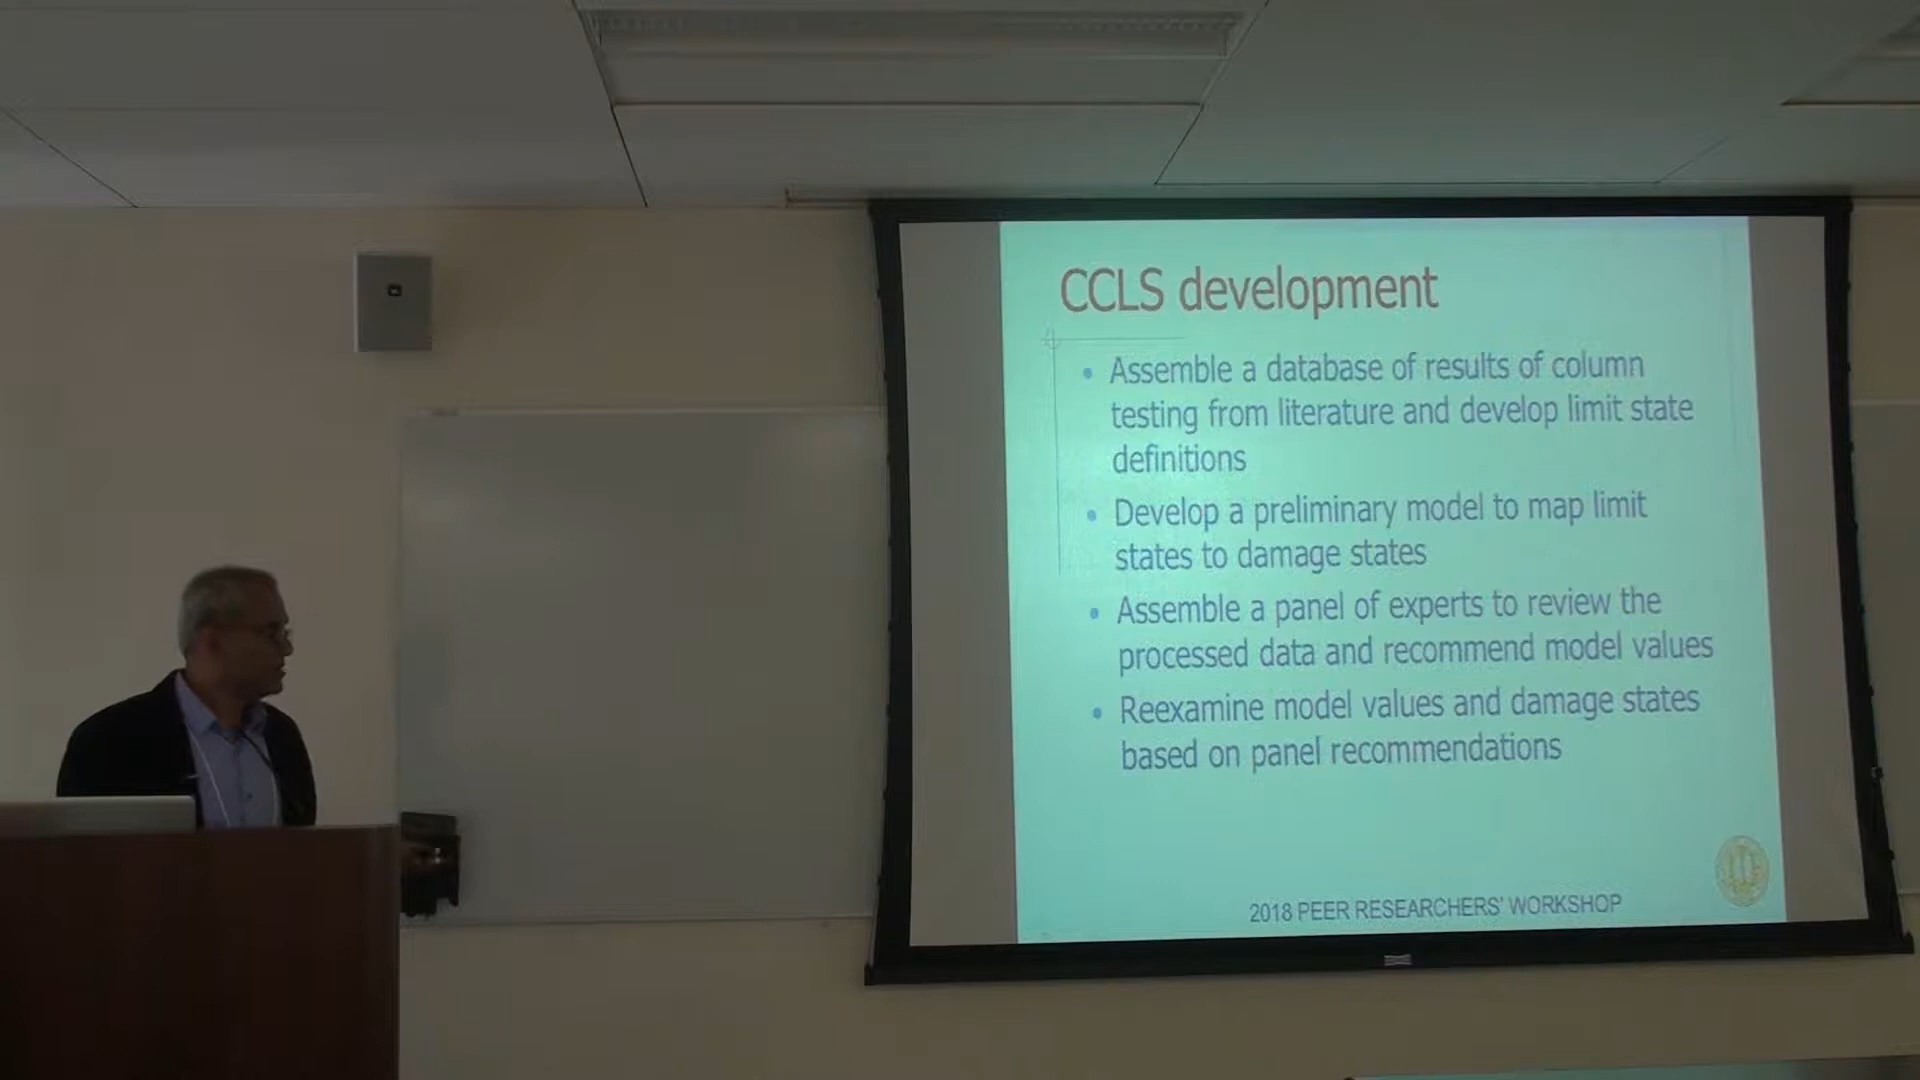 CCLS development
• Assemble a database of results of column
testing from literature and develop limit state
definitions
• Develop a preliminary model to map limit
states to damage states
• Assemble a panel of experts to review the
processed data and recommend model values
• Reexamine model values and damage states
based on panel recommendations
2018 PEER RESEARCHERS' WORKSHOP